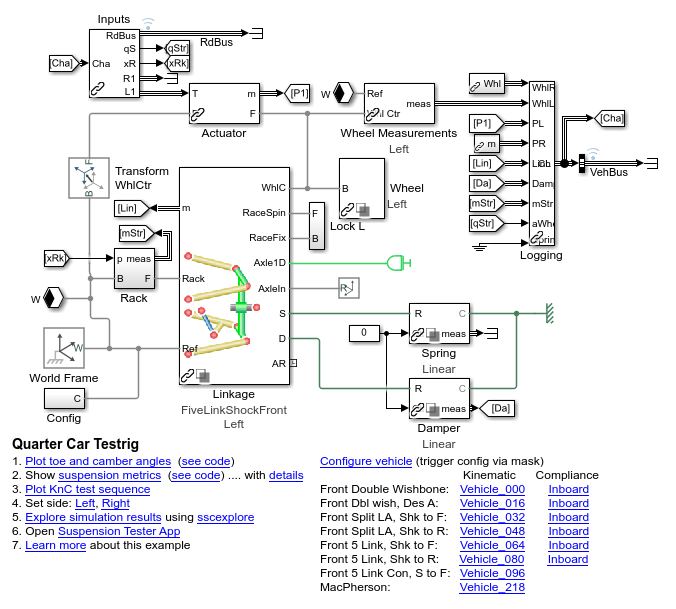 Inputs
RdBus
qS
xR
R1
L1
Cha
[Cha]
[qStr]
[xRk]
RdBus
T
m
F
Actuator
[P1]
W
Ref
meas
Wheel Measurements
Left
Whl
[P1]
m
[Lin]
[Da]
[mStr]
[qStr]
WhlR
WhlL
PL
PR
Dam
mStr
aWhe
Logging
[Cha]
VehBus
F
B
Transform
WhlCtr
[Lin]
m
[mStr]
[xRk]
p meas
B F
Rack
W
W
World Frame
C
Config
WhlC
RaceSpin
RaceFix
Axle1D
AxleIn
S
D
AR
Rack
Ref
Linkage
FiveLinkShockFront
Left
B
Wheel
Left
F
B
Lock L
R
0
R C
meas
Spring
Linear
R C
meas
Damper
Linear
[Da]
Quarter Car Testrig
1. Plot toe and camber angles (see code)
2. Show suspension metrics (see code) .... with details
3. Plot KnC test sequence
4. Set side: Left, Right
5. Explore simulation results using sscexplore
6. Open Suspension Tester App
7. Learn more about this example
Configure vehicle (trigger config via mask)
Kinematic Compliance
Front Double Wishbone: Vehicle_000 Inboard
Front Dbl wish, Des A: Vehicle_016 Inboard
Front Split LA, Shk to F: Vehicle_032 Inboard
Front Split LA, Shk to R: Vehicle_048 Inboard
Front 5 Link, Shk to F: Vehicle_064 Inboard
Front 5 Link, Shk to R: Vehicle_080 Inboard
Front 5 Link Con, S to F: Vehicle_096
MacPherson: Vehicle_218